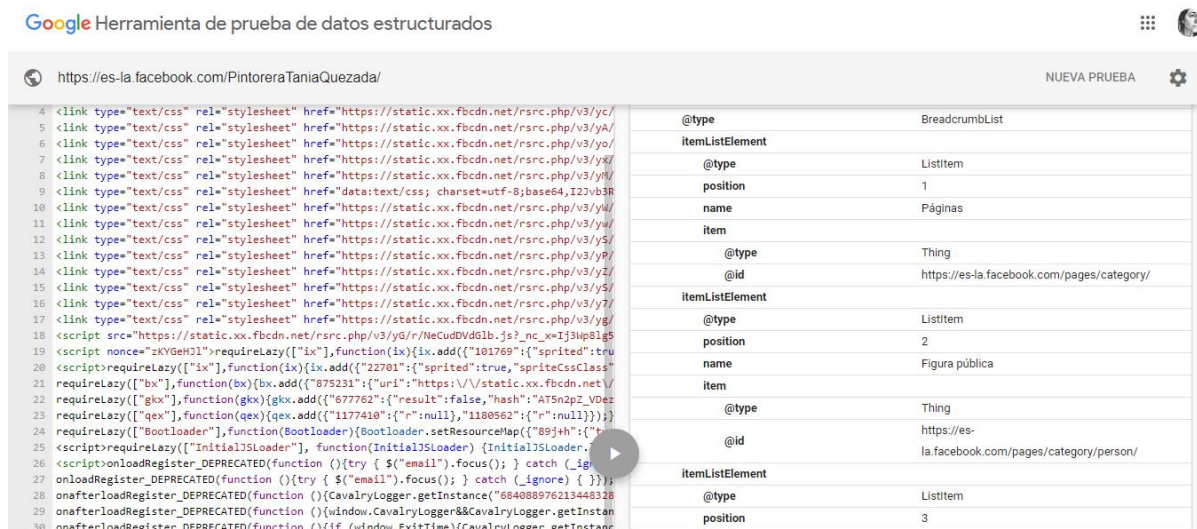 Google Herramienta de prueba de datos estructurados
https://es-la.facebook.com/PintoreraTaniaQuezada/
NUEVA PRUEBA
4 <link type="text/css" rel="stylesheet" href="https://static.xx.fbcdn.net/rsrc.php/v3/yc/
5 <link type="text/css" rel="stylesheet" href="https://static.xx.fbcdn.net/rsrc.php/v3/yA/
6 <link type="text/css" rel="stylesheet" href="https://static.xx.fbcdn.net/rsrc.php/v3/yo/
7 <link type="text/css" rel="stylesheet" href="https://static.xx.fbcdn.net/rsrc.php/v3/yx/
8 <link type="text/css" rel="stylesheet" href="https://static.xx.fbcdn.net/rsrc.php/v3/yM/
9 <link type="text/css" rel="stylesheet" href="data:text/css; charset=utf-8;base64,I2Jvb3R
10 <link type="text/css" rel="stylesheet" href="https://static.xx.fbcdn.net/rsrc.php/v3/yW/
11 <link type="text/css" rel="stylesheet" href="https://static.xx.fbcdn.net/rsrc.php/v3/yw/
12 <link type="text/css" rel="stylesheet" href="https://static.xx.fbcdn.net/rsrc.php/v3/yS/
13 <link type="text/css" rel="stylesheet" href="https://static.xx.fbcdn.net/rsrc.php/v3/yP/
14 <link type="text/css" rel="stylesheet" href="https://static.xx.fbcdn.net/rsrc.php/v3/yZ/
15 <link type="text/css" rel="stylesheet" href="https://static.xx.fbcdn.net/rsrc.php/v3/yS/
16 <link type="text/css" rel="stylesheet" href="https://static.xx.fbcdn.net/rsrc.php/v3/y7/
17 <link type="text/css" rel="stylesheet" href="https://static.xx.fbcdn.net/rsrc.php/v3/yg/
18 <script src="https://static.xx.fbcdn.net/rsrc.php/v3/yG/r/NeCudDVdGlb.js?_nc_x=Ij3Wp8lg5
19 <script nonce="zKYGeHJl">requireLazy(["ix"],function(ix){ix.add({"101769":{"sprited":tru
20 <script>requireLazy(["ix"],function(ix){ix.add({"22701":{"sprited":true,"spriteCssClass"
21 requireLazy(["bx"],function(bx){bx.add({"875231":{"uri":"https:\/\/static.xx.fbcdn.net\/
22 requireLazy(["gkx"],function(gkx){gkx.add({"677762":{"result":false,"hash":"AT5n2pZ_VDez
23 requireLazy(["qex"],function(qex){qex.add({"1177410":{"r":null},"1180562":{"r":null}});}
24 requireLazy(["Bootloader"],function(Bootloader){Bootloader.setResourceMap({"89j+h":{"t
25 <script>requireLazy(["InitialJSLoader"], function(InitialJSLoader) {InitialJSLoader.
26 <script>onloadRegister_DEPRECATED(function (){try { $("email").focus(); } catch (_ig
27 onloadRegister_DEPRECATED(function (){try { $("email").focus(); } catch (_ignore) { }});
28 onafterloadRegister_DEPRECATED(function (){CavalryLogger.getInstance("684088976213448328
29 onafterloadRegister_DEPRECATED(function (){window.CavalryLogger&&CavalryLogger.getInstan
30 onafterloadRegister_DEPRECATED(function (){if (window.ExitTime){CavalryLogger.getInstanc
@type BreadcrumbList
itemListElement
@type ListItem
position 1
name Páginas
item
@type Thing
@id https://es-la.facebook.com/pages/category/
itemListElement
@type ListItem
position 2
name Figura pública
item
@type Thing
@id https://es-
la.facebook.com/pages/category/person/
itemListElement
@type ListItem
position 3